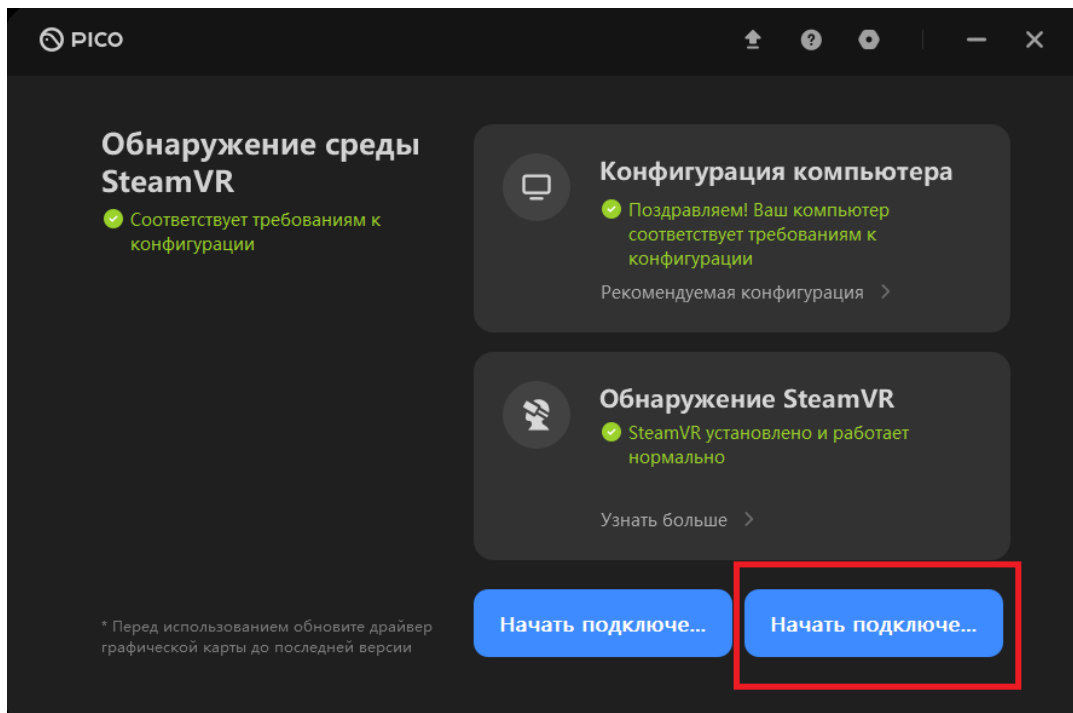 PICO
Обнаружение среды
SteamVR
Соответствует требованиям к
конфигурации
Конфигурация компьютера
Поздравляем! Ваш компьютер
соответствует требованиям к
конфигурации
Рекомендуемая конфигурация
Обнаружение SteamVR
SteamVR установлено и работает
нормально
Узнать больше
* Перед использованием обновите драйвер
графической карты до последней версии
Начать подключе...
Начать подключе...